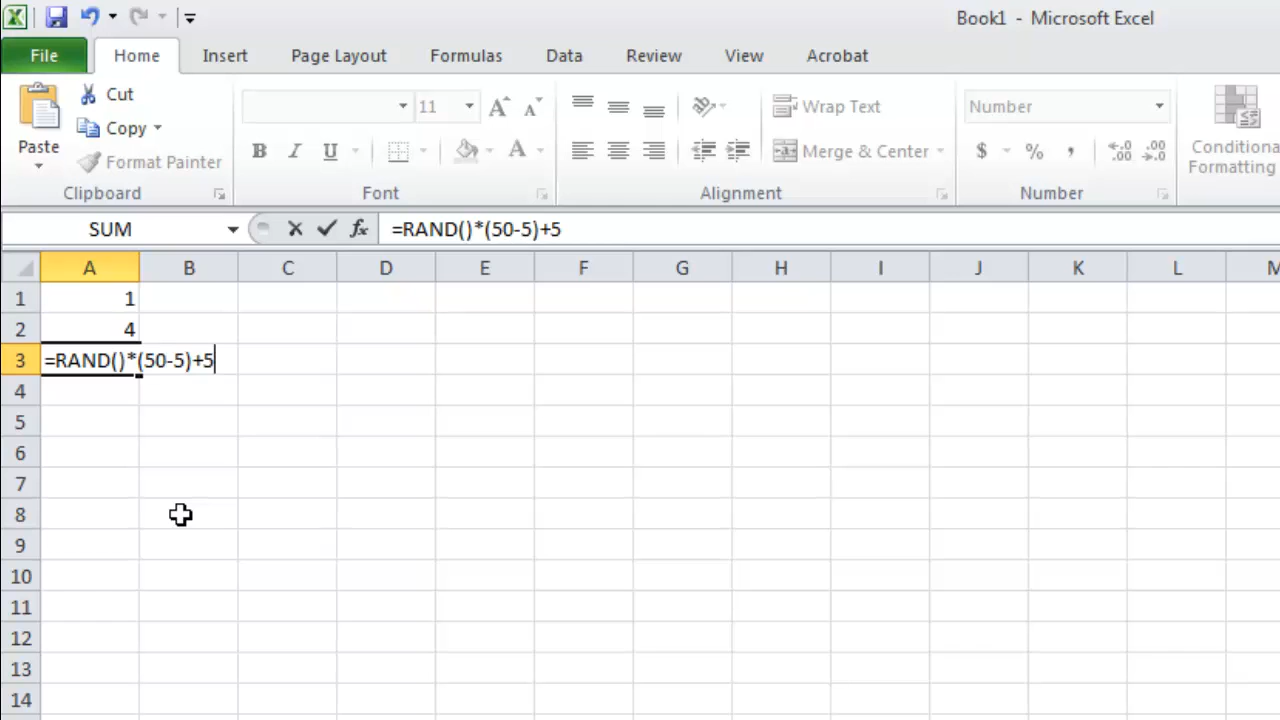 Book1 - Microsoft Excel
File Home Insert Page Layout Formulas Data Review View Acrobat
Paste
Cut
Copy
Format Painter
Clipboard
11
B I U A
Font
Wrap Text
Merge & Center
Alignment
Number
$ % ,
Number
Conditiona
Formatting
SUM fx =RAND()*(50-5)+5
A B C D E F G H I J K L M
1 1
2 4
3 =RAND()*(50-5)+5
4
5
6
7
8
9
10
11
12
13
14